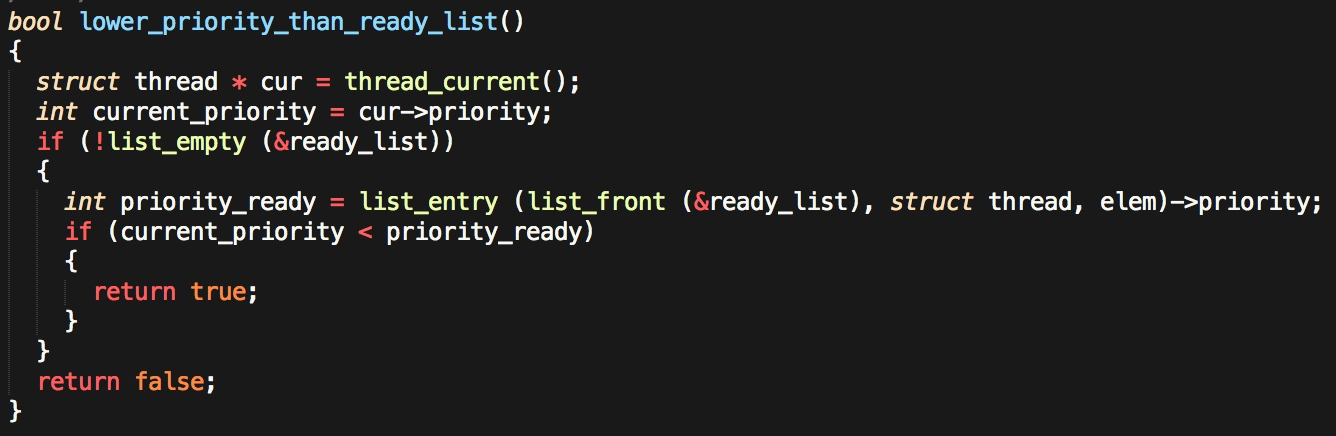 bool lower_priority_than_ready_list()
{
  struct thread * cur = thread_current();
  int current_priority = cur->priority;
  if (!list_empty (&ready_list))
  {
    int priority_ready = list_entry (list_front (&ready_list), struct thread, elem)->priority;
    if (current_priority < priority_ready)
    {
      return true;
    }
  }
  return false;
}